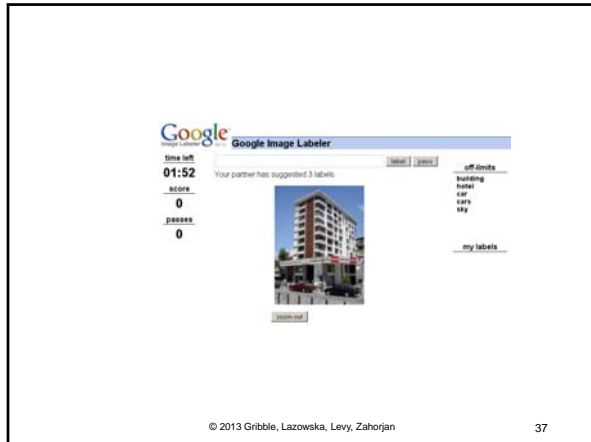 Google
Image Labeler
Google Image Labeler
time left
01:52
score
0
passes
0
label pass
Your partner has suggested 3 labels.
off-limits
building
hotel
car
cars
sky
my labels
zoom out
© 2013 Gribble, Lazowska, Levy, Zahorjan
37